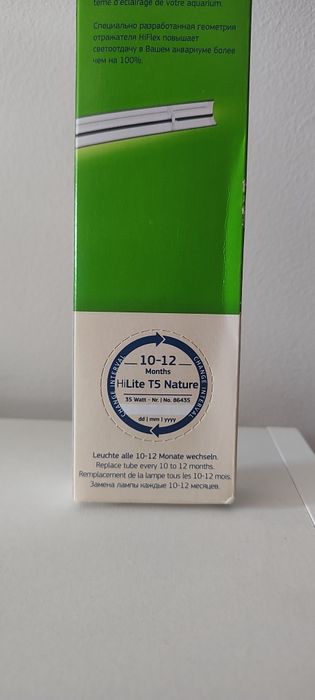 tème d'éclairage de votre aquarium.
Специально разработанная геометрия
отражателя HiFlex повышает
светоотдачу в Вашем аквариуме более
чем на 100%.
CHANGE INTERVAL
CHANGE INTERVAL
10-12
Months
HiLite T5 Nature
35 Watt - Nr. | No. 86435
dd | mm | yyyy
Leuchte alle 10-12 Monate wechseln.
Replace tube every 10 to 12 months.
Remplacement de la lampe tous les 10-12 mois.
Замена лампы каждые 10-12 месяцев.